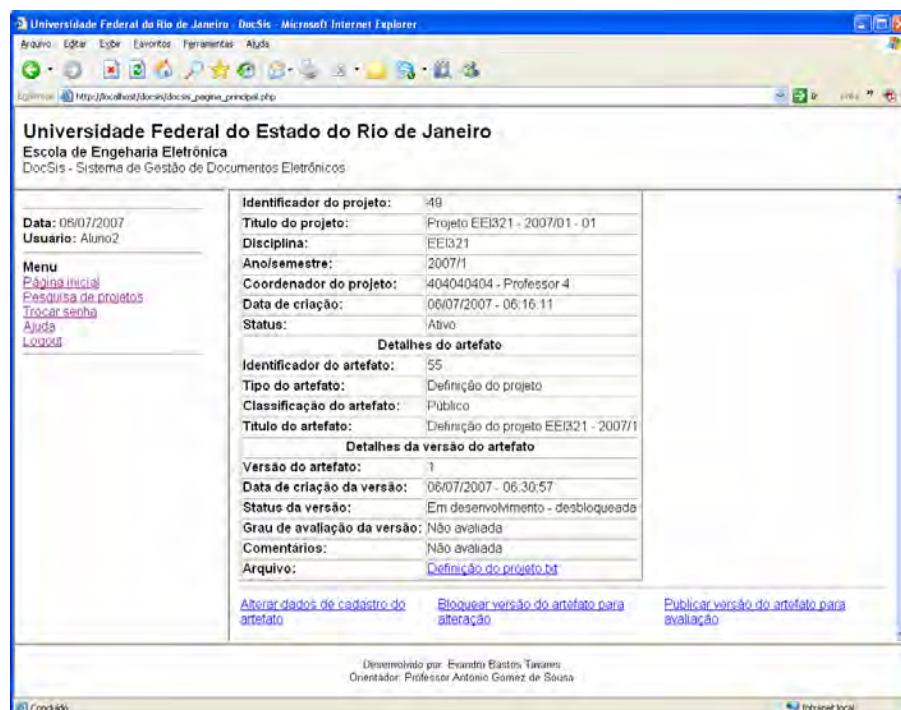 Universidade Federal do Rio de Janeiro - DocSis - Microsoft Internet Explorer
Arquivo Editar Exibir Favoritos Ferramentas Ajuda
http://localhost/docsis/docsis_pagina_principal.php
Universidade Federal do Estado do Rio de Janeiro
Escola de Engeharia Eletrônica
DocSis - Sistema de Gestão de Documentos Eletrônicos
Data: 06/07/2007
Usuário: Aluno2
Menu
Página inicial
Pesquisa de projetos
Trocar senha
Ajuda
Logout
Identificador do projeto: 49
Título do projeto: Projeto EEI321 - 2007/01 - 01
Disciplina: EEI321
Ano/semestre: 2007/1
Coordenador do projeto: 404040404 - Professor 4
Data de criação: 06/07/2007 - 06:16:11
Status: Ativo
Detalhes do artefato
Identificador do artefato: 55
Tipo do artefato: Definição do projeto
Classificação do artefato: Público
Título do artefato: Definição do projeto EEI321 - 2007/1
Detalhes da versão do artefato
Versão do artefato: 1
Data de criação da versão: 06/07/2007 - 06:30:57
Status da versão: Em desenvolvimento - desbloqueada
Grau de avaliação da versão: Não avaliada
Comentários: Não avaliada
Arquivo: Definição do projeto.txt
Alterar dados de cadastro do artefato
Bloquear versão do artefato para alteração
Publicar versão do artefato para avaliação
Desenvolvido por: Evandro Bastos Tavares
Orientador: Professor Antonio Gomez de Sousa
Concluído
Intranet local